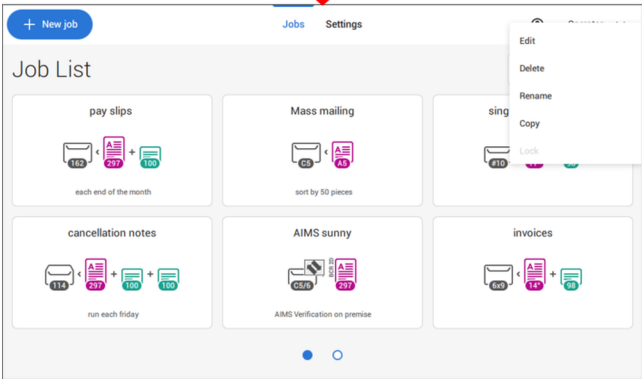 + New job
Jobs
Settings
Edit
Delete
Rename
Copy
Lock
Job List
pay slips
162
297
100
each end of the month
Mass mailing
C5
A5
sort by 50 pieces
#10
cancellation notes
114
297
100
100
run each friday
AIMS sunny
C5/6
BCR 2D
297
AIMS Verification on premise
invoices
6x9
14"
98